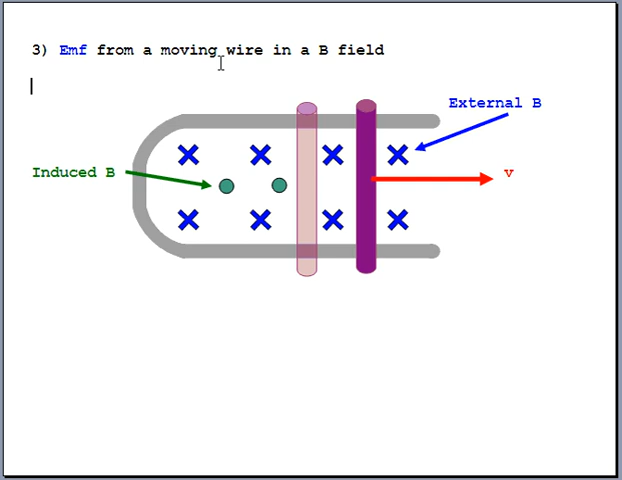 3) Emf from a moving wire in a B field
External B
Induced B
v